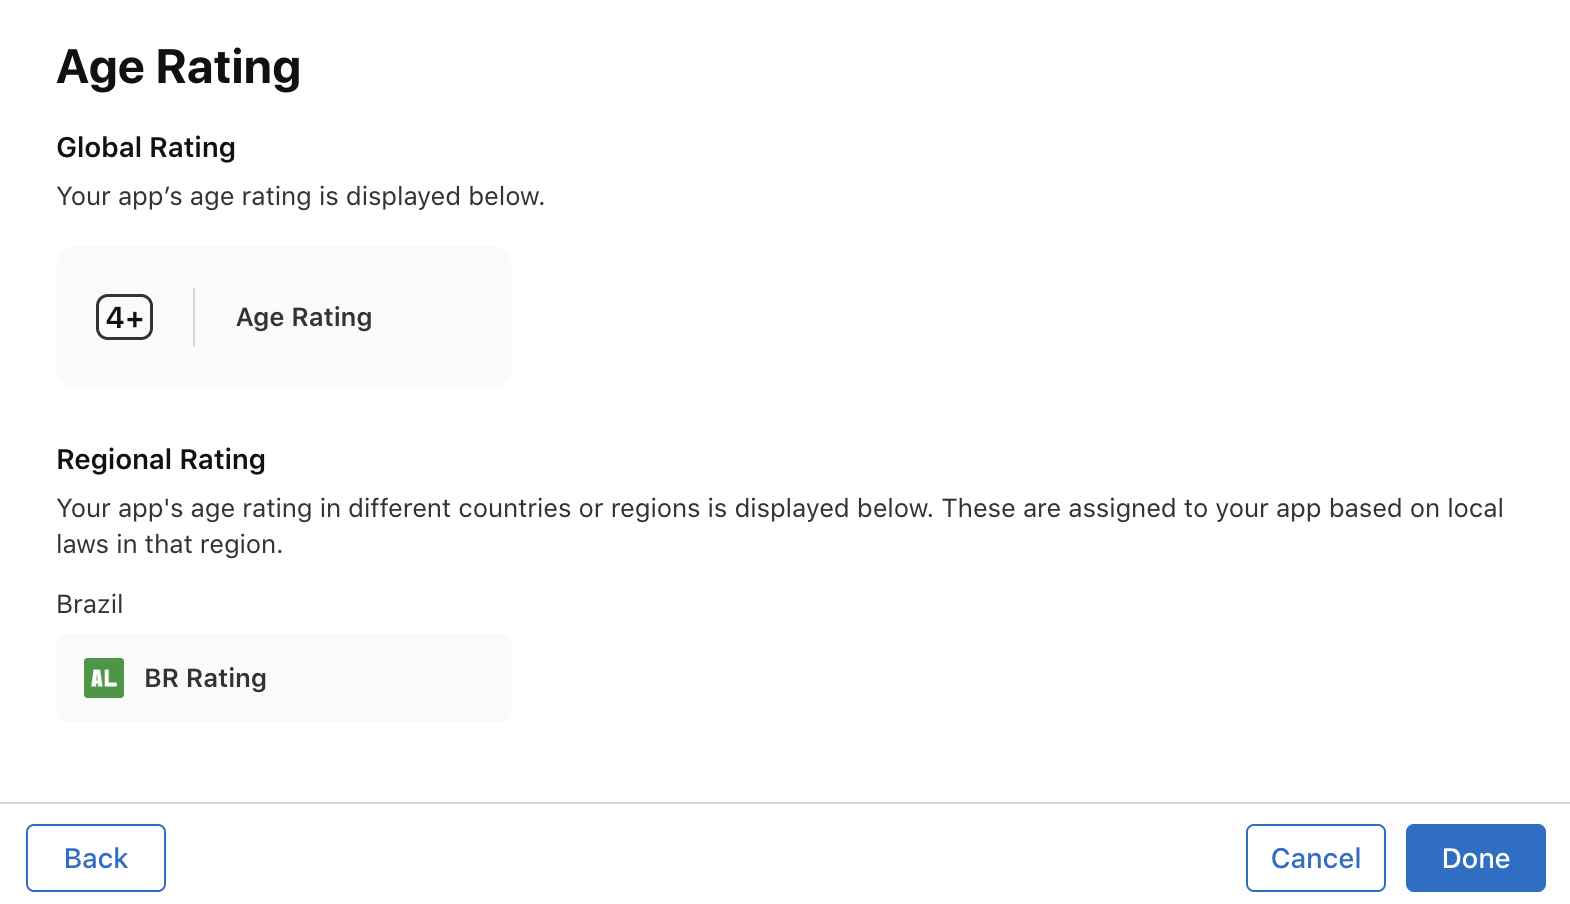 Age Rating
Global Rating
Your app’s age rating is displayed below.
4+
Age Rating
Regional Rating
Your app's age rating in different countries or regions is displayed below. These are assigned to your app based on local
laws in that region.
Brazil
AL
BR Rating
Back
Cancel
Done